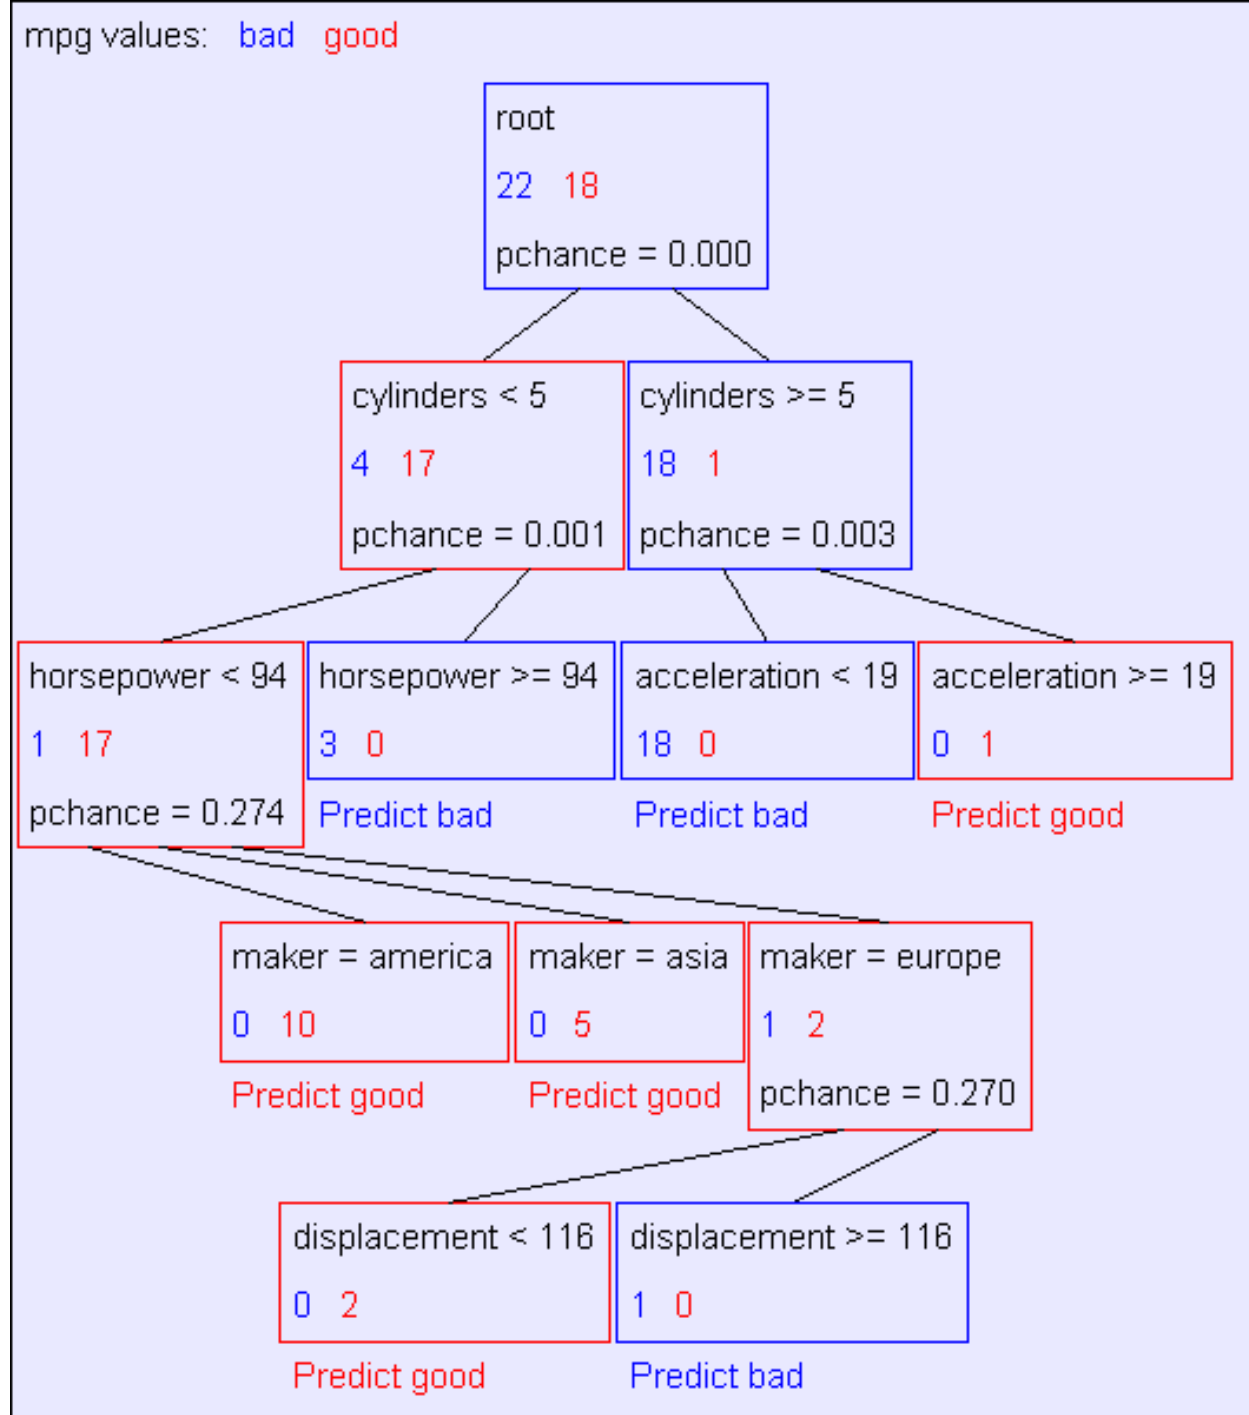 mpg values: bad good
root
22 18
pchance = 0.000
cylinders < 5
4 17
pchance = 0.001
cylinders >= 5
18 1
pchance = 0.003
horsepower < 94
1 17
pchance = 0.274
horsepower >= 94
3 0
Predict bad
acceleration < 19
18 0
Predict bad
acceleration >= 19
0 1
Predict good
maker = america
0 10
Predict good
maker = asia
0 5
Predict good
maker = europe
1 2
pchance = 0.270
displacement < 116
0 2
Predict good
displacement >= 116
1 0
Predict bad